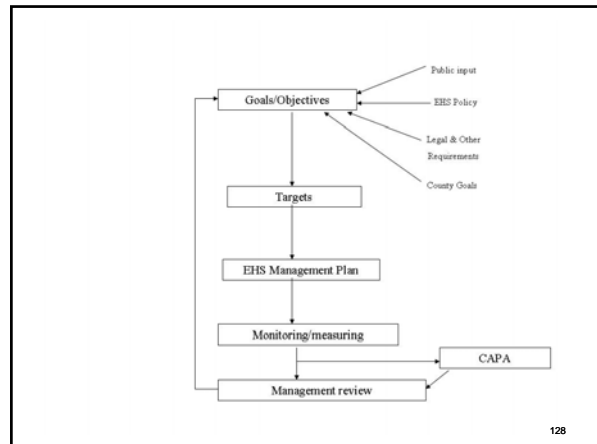 Public input
Goals/Objectives
EHS Policy
Legal & Other
Requirements
County Goals
Targets
EHS Management Plan
Monitoring/measuring
CAPA
Management review
128